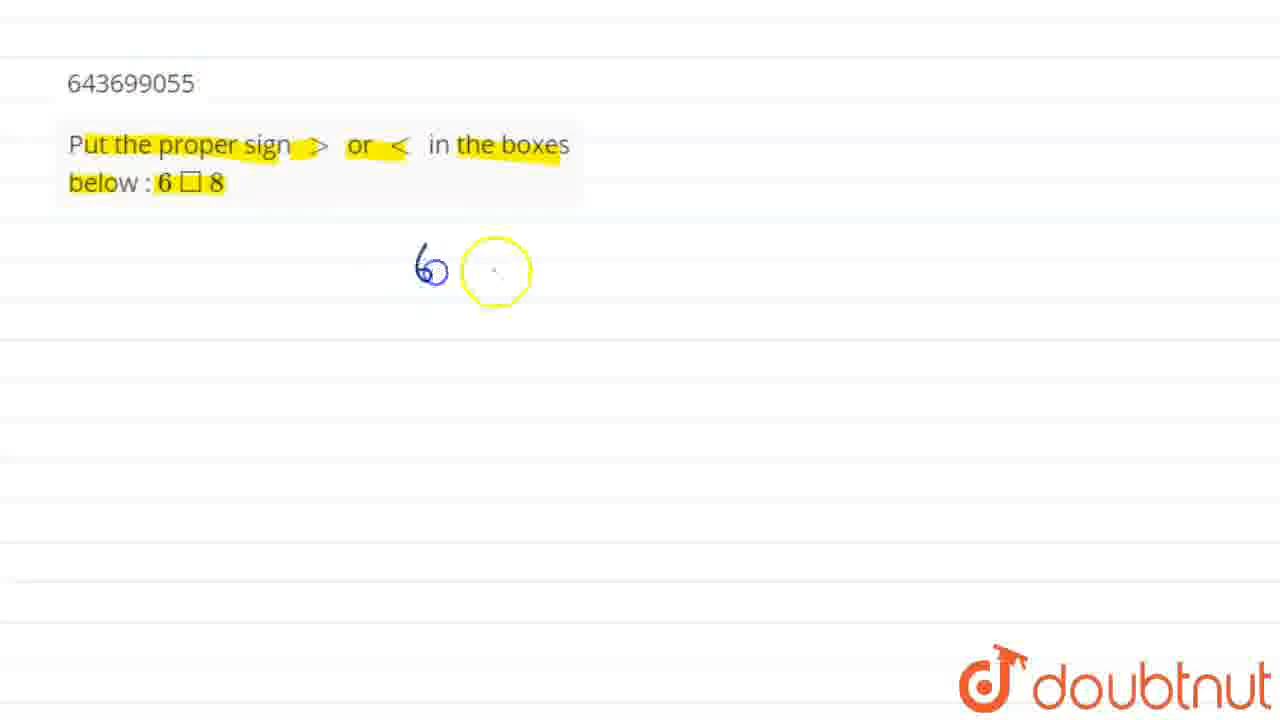 643699055
Put the proper sign > or < in the boxes
below : 6 □ 8
6
doubtnut